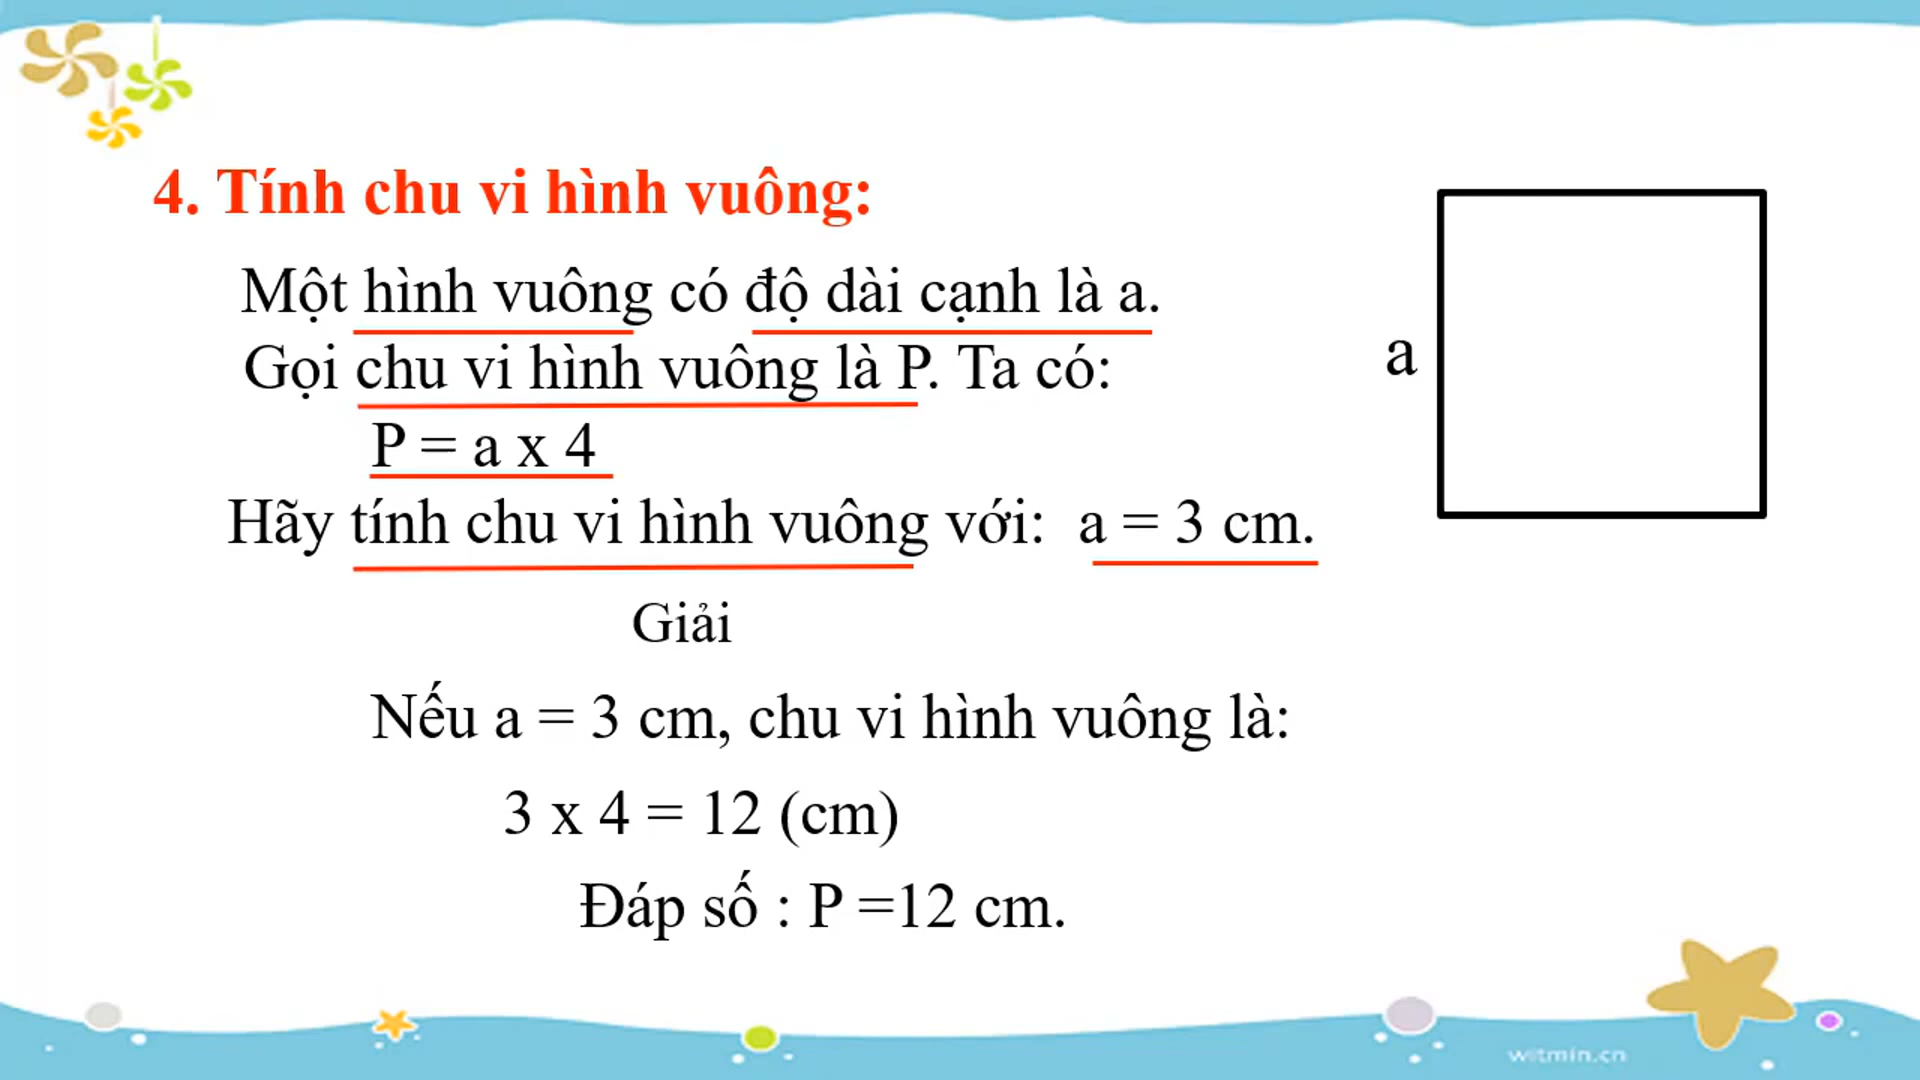 4. Tính chu vi hình vuông:
Một hình vuông có độ dài cạnh là a.
Gọi chu vi hình vuông là P. Ta có:
a
P = a x 4
Hãy tính chu vi hình vuông với: a = 3 cm.
Giải
Nếu a = 3 cm, chu vi hình vuông là:
3 x 4 = 12 (cm)
Đáp số : P =12 cm.
witmin.cn